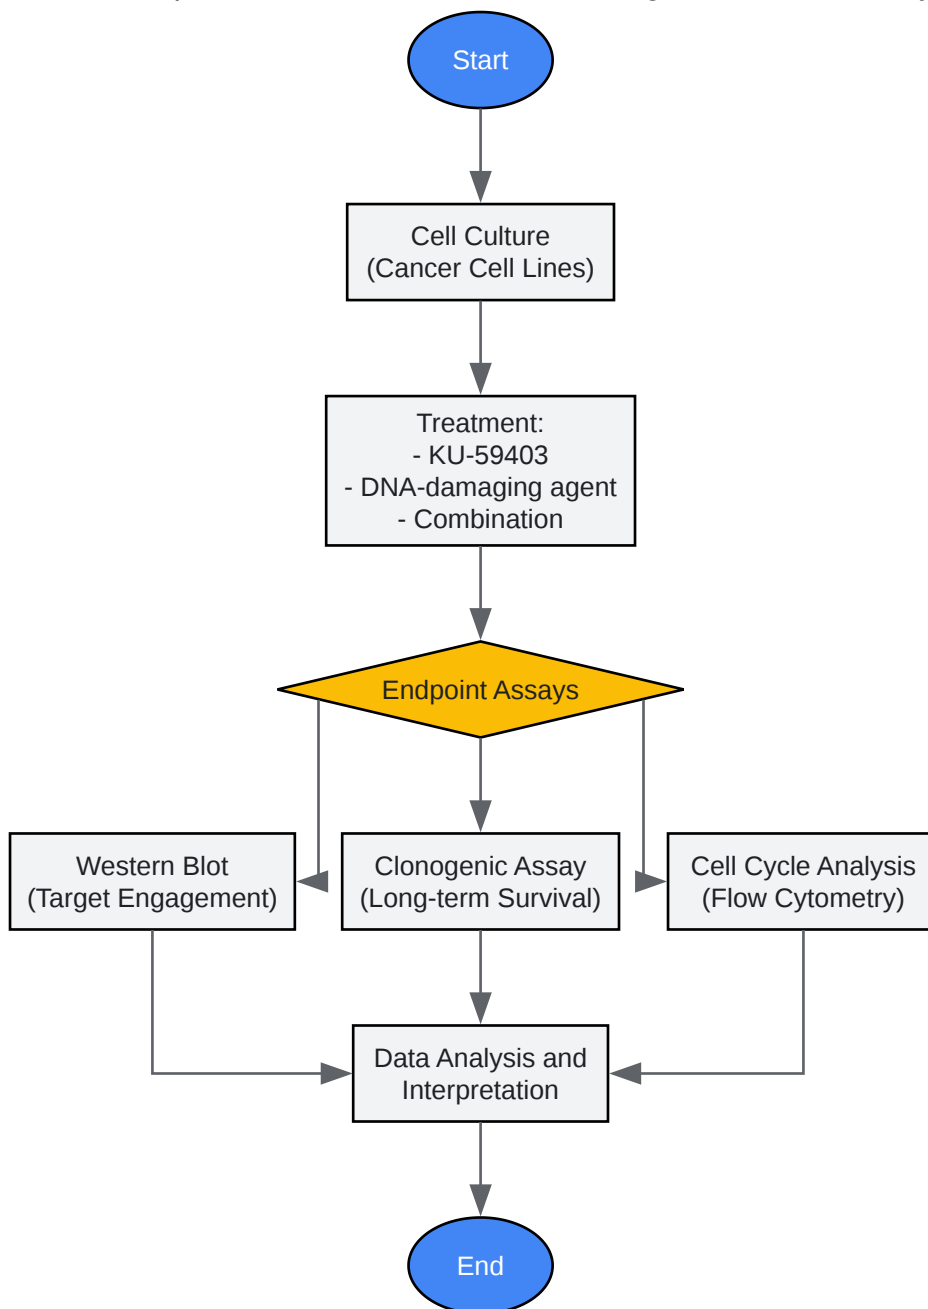 Start
Cell Culture
(Cancer Cell Lines)
Treatment:
- KU-59403
- DNA-damaging agent
- Combination
Endpoint Assays
Western Blot
(Target Engagement)
Clonogenic Assay
(Long-term Survival)
Cell Cycle Analysis
(Flow Cytometry)
Data Analysis and
Interpretation
End